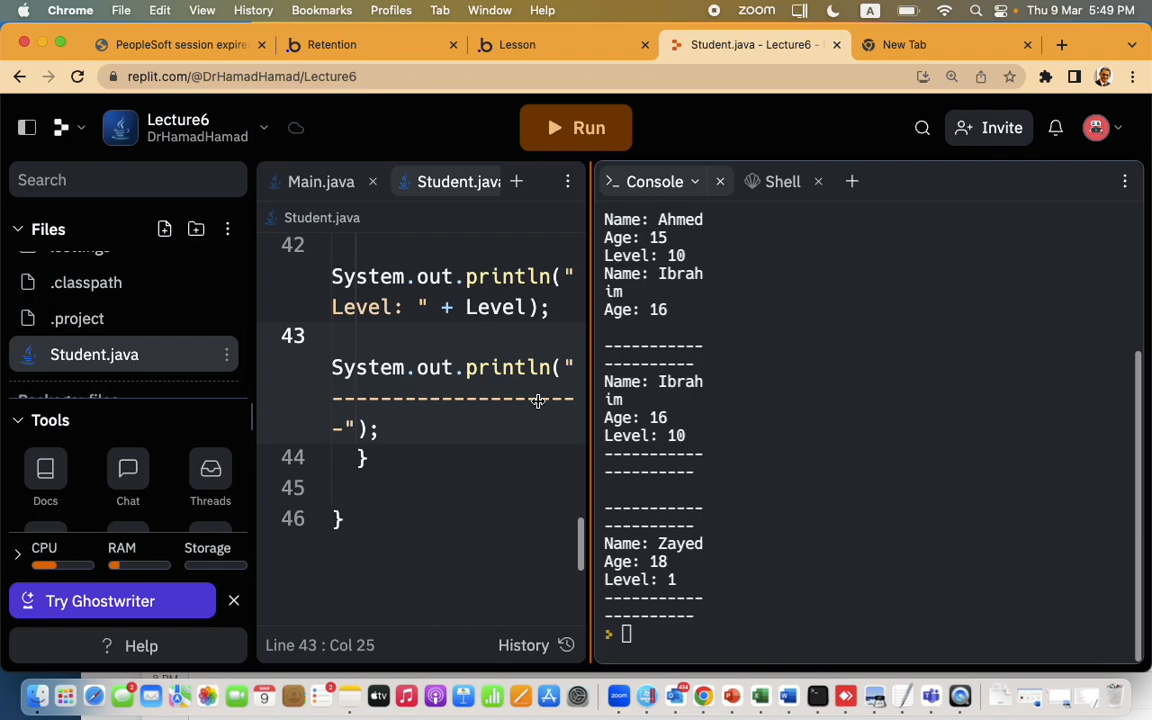 Chrome File Edit View History Bookmarks Profiles Tab Window Help zoom A Thu 9 Mar 5:49 PM
PeopleSoft session expire Retention Lesson Student.java - Lecture6 - New Tab
replit.com/@DrHamadHamad/Lecture6
Lecture6
DrHamadHamad
Run
Invite
Search
Main.java
Student.java
Console
Shell
Files
Student.java
.classpath
.project
Student.java
Tools
Docs Chat Threads
CPU RAM Storage
Try Ghostwriter
? Help
42
System.out.println("
Level: " + Level);
43
System.out.println("
--------------------
-");
44 }
45
46 }
Line 43 : Col 25 History
Name: Ahmed
Age: 15
Level: 10
Name: Ibrah
im
Age: 16
-----------
----------
Name: Ibrah
im
Age: 16
Level: 10
-----------
----------
-----------
----------
Name: Zayed
Age: 18
Level: 1
-----------
----------